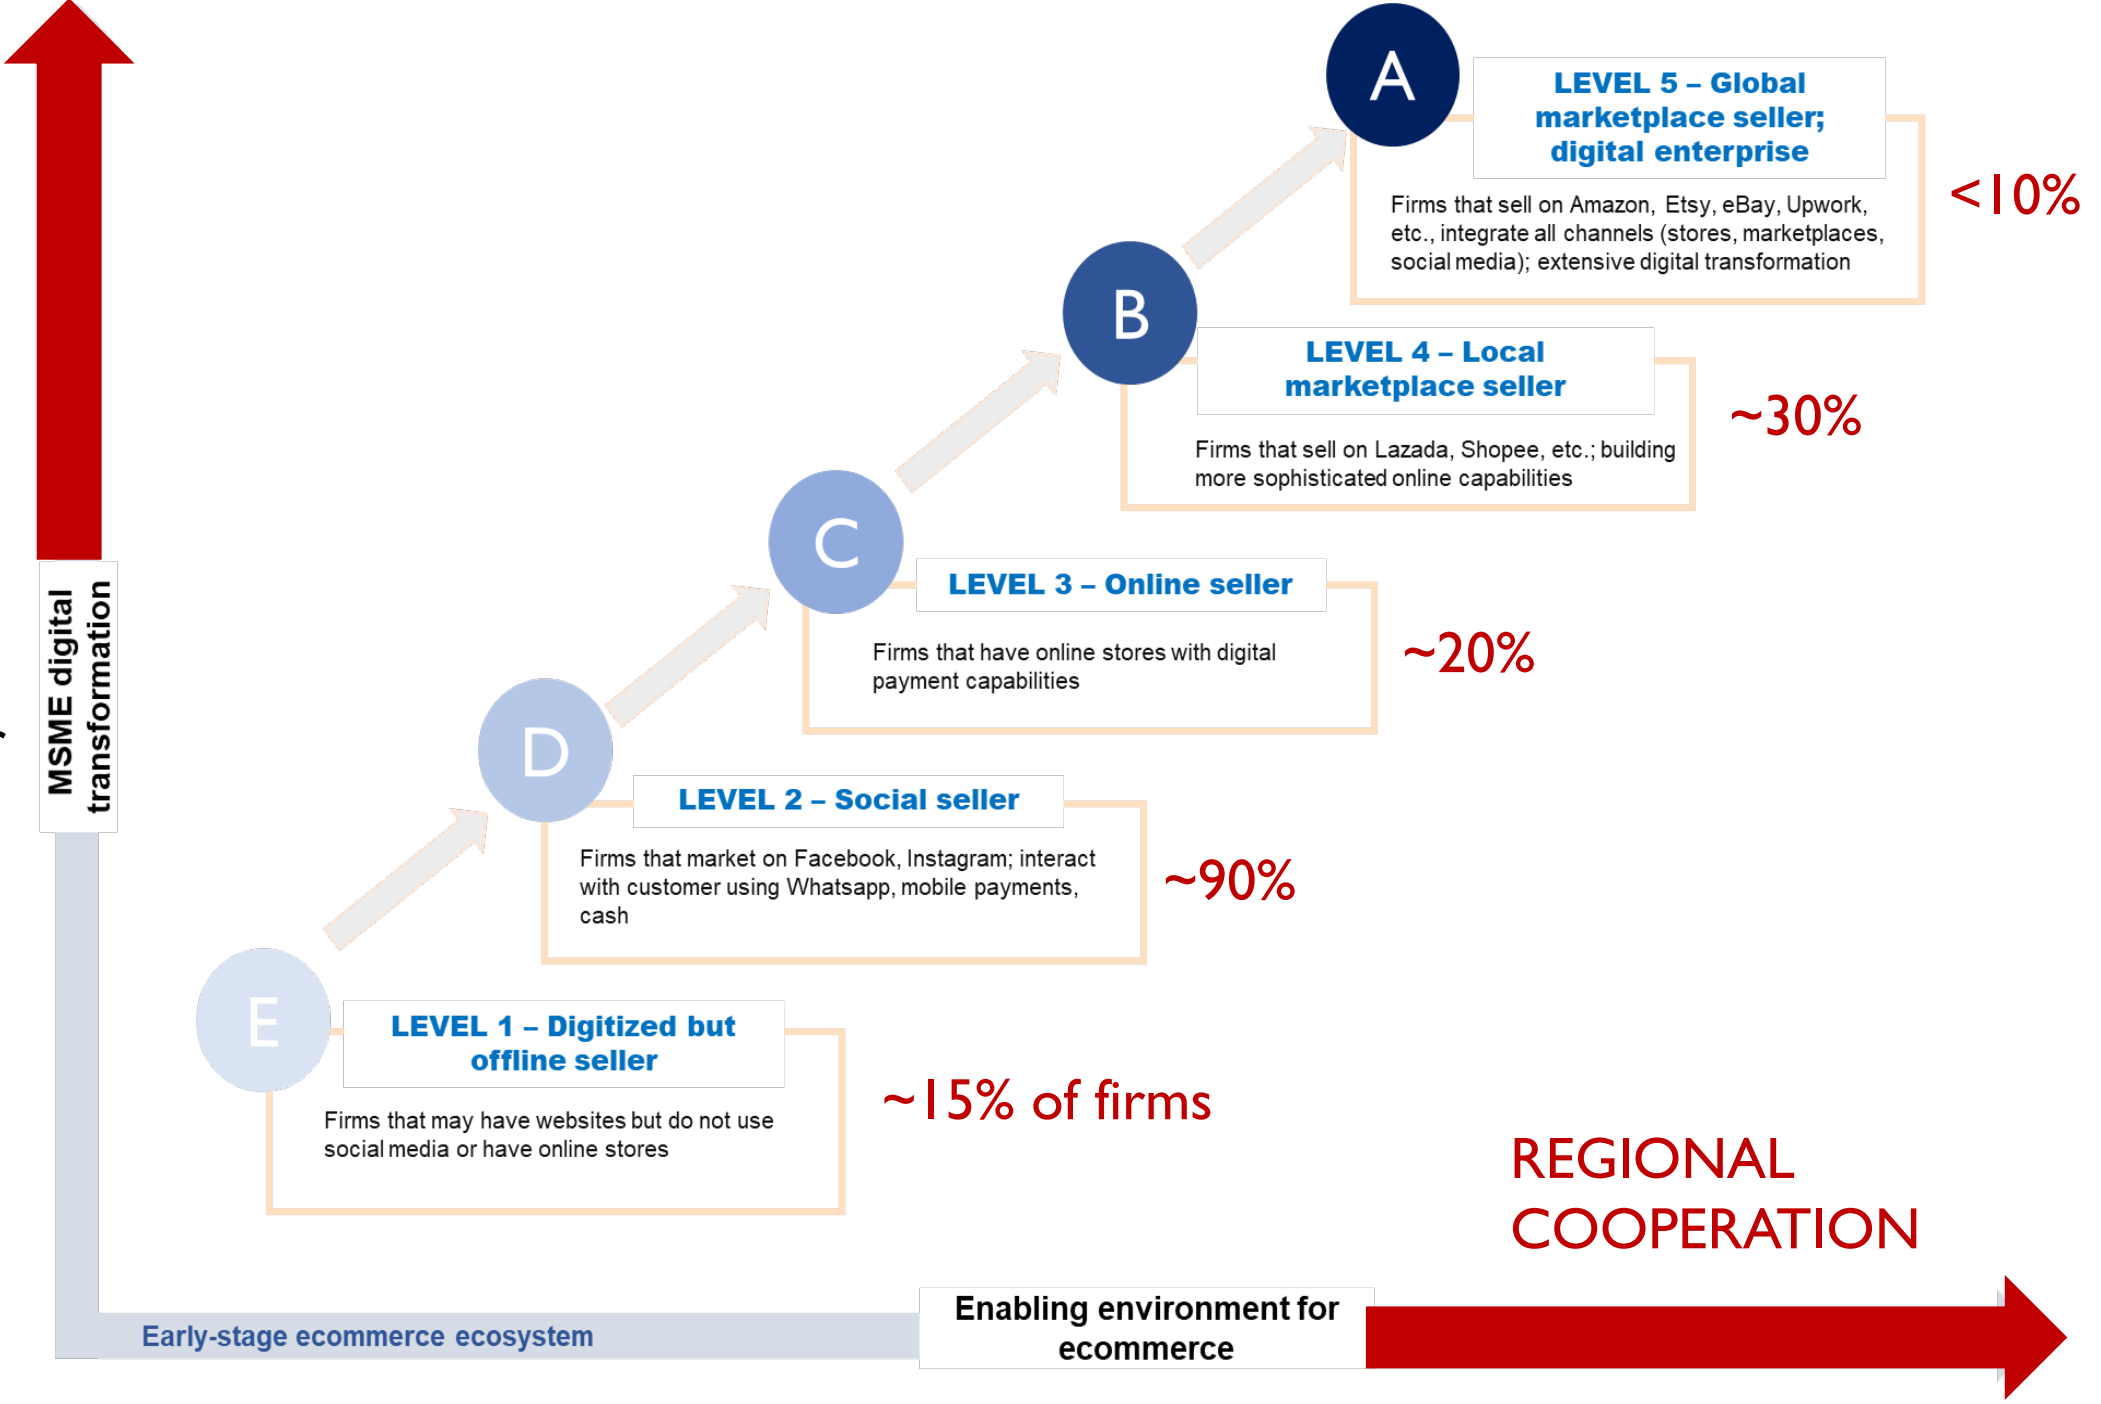 A
LEVEL 5 – Global
marketplace seller;
digital enterprise
Firms that sell on Amazon, Etsy, eBay, Upwork,
etc., integrate all channels (stores, marketplaces,
social media); extensive digital transformation
<10%
B
LEVEL 4 – Local
marketplace seller
Firms that sell on Lazada, Shopee, etc.; building
more sophisticated online capabilities
~30%
C
LEVEL 3 – Online seller
Firms that have online stores with digital
payment capabilities
~20%
D
LEVEL 2 – Social seller
Firms that market on Facebook, Instagram; interact
with customer using Whatsapp, mobile payments,
cash
~90%
E
LEVEL 1 – Digitized but
offline seller
Firms that may have websites but do not use
social media or have online stores
~15% of firms
MSME digital
transformation
REGIONAL
COOPERATION
Early-stage ecommerce ecosystem
Enabling environment for
ecommerce